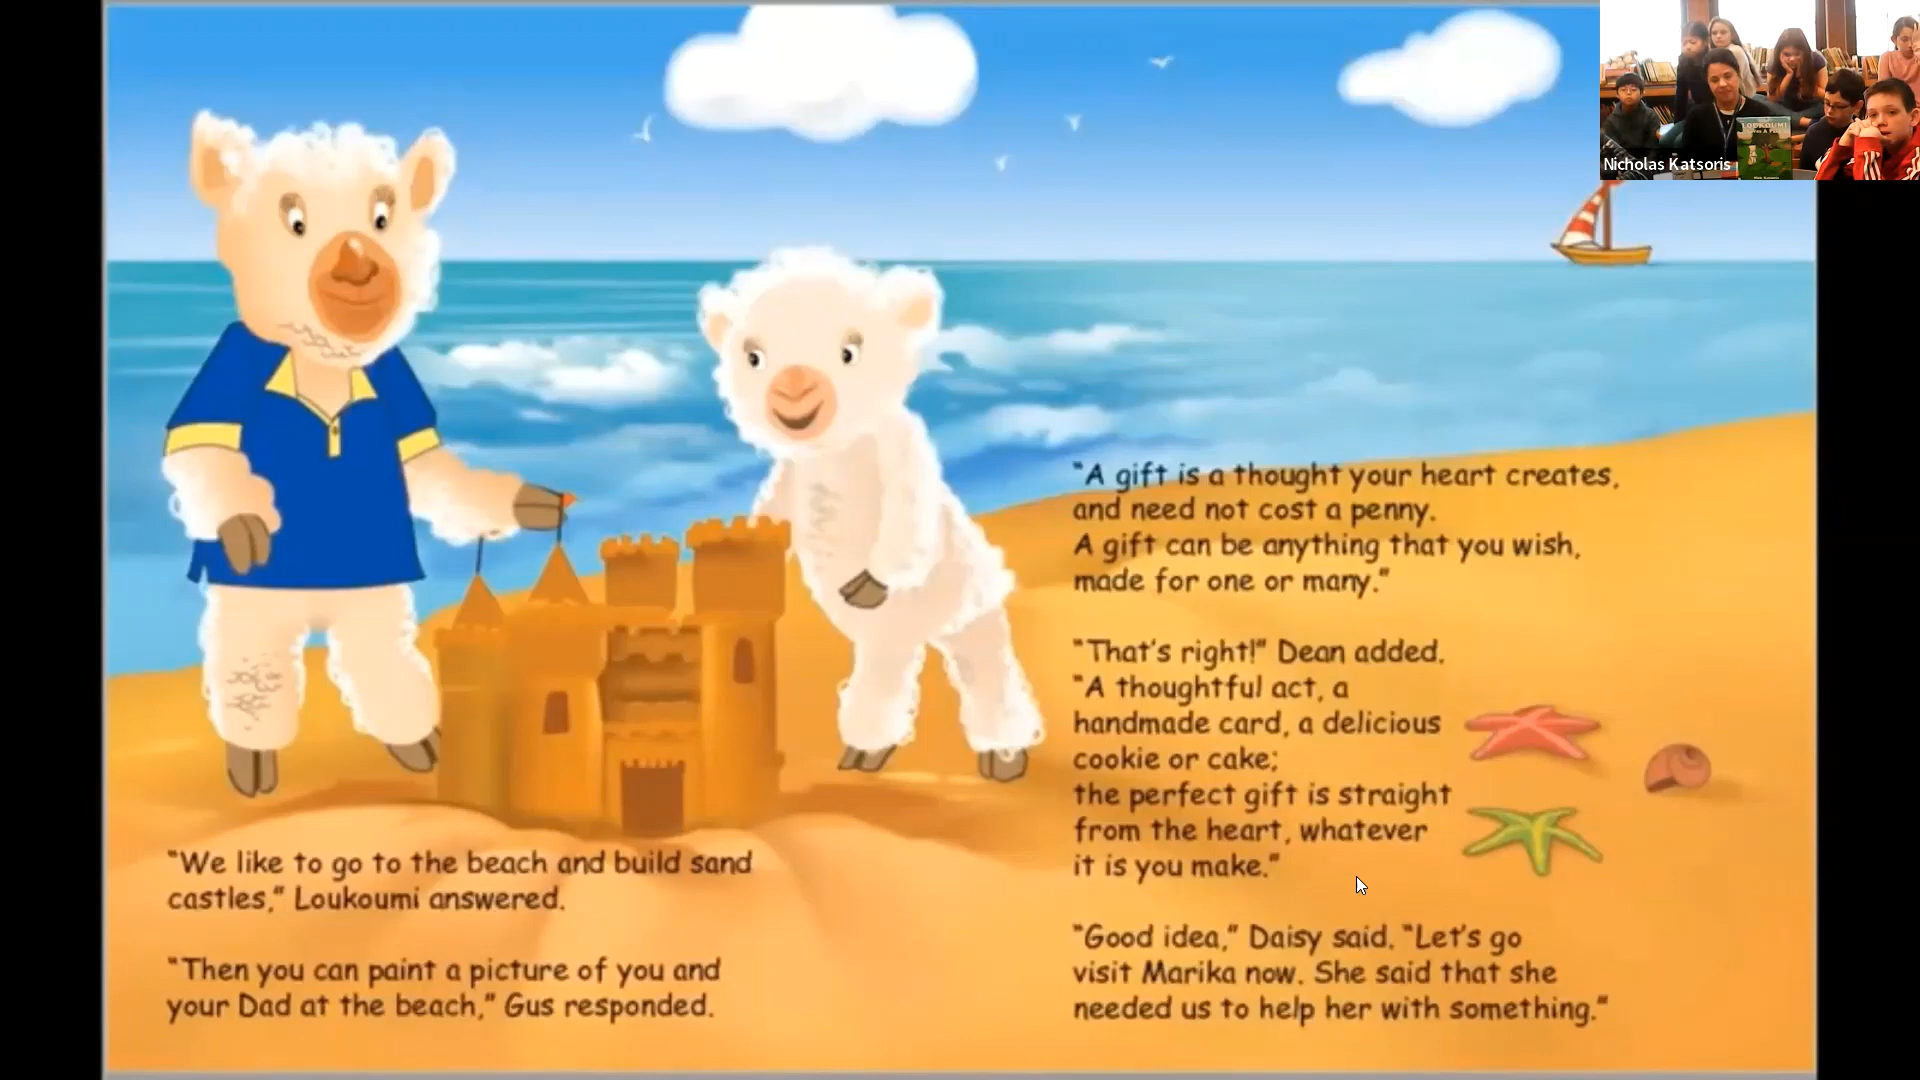 "We like to go to the beach and build sand
castles," Loukoumi answered.
"Then you can paint a picture of you and
your Dad at the beach," Gus responded.
"A gift is a thought your heart creates,
and need not cost a penny.
A gift can be anything that you wish,
made for one or many."
"That's right!" Dean added.
"A thoughtful act, a
handmade card, a delicious
cookie or cake;
the perfect gift is straight
from the heart, whatever
it is you make."
"Good idea," Daisy said. "Let's go
visit Marika now. She said that she
needed us to help her with something."
Nicholas Katsoris
LOUKOUMI